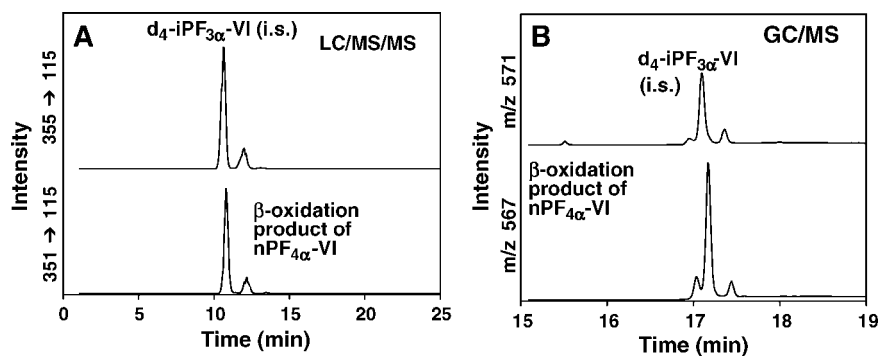 A
d₄-iPF₃α-VI (i.s.)
LC/MS/MS
355 → 115
Intensity
351 → 115
β-oxidation
product of
nPF₄α-VI
0 5 10 15 20 25
Time (min)
B
GC/MS
d₄-iPF₃α-VI
(i.s.)
m/z 571
Intensity
m/z 567
β-oxidation
product of
nPF₄α-VI
15 16 17 18 19
Time (min)